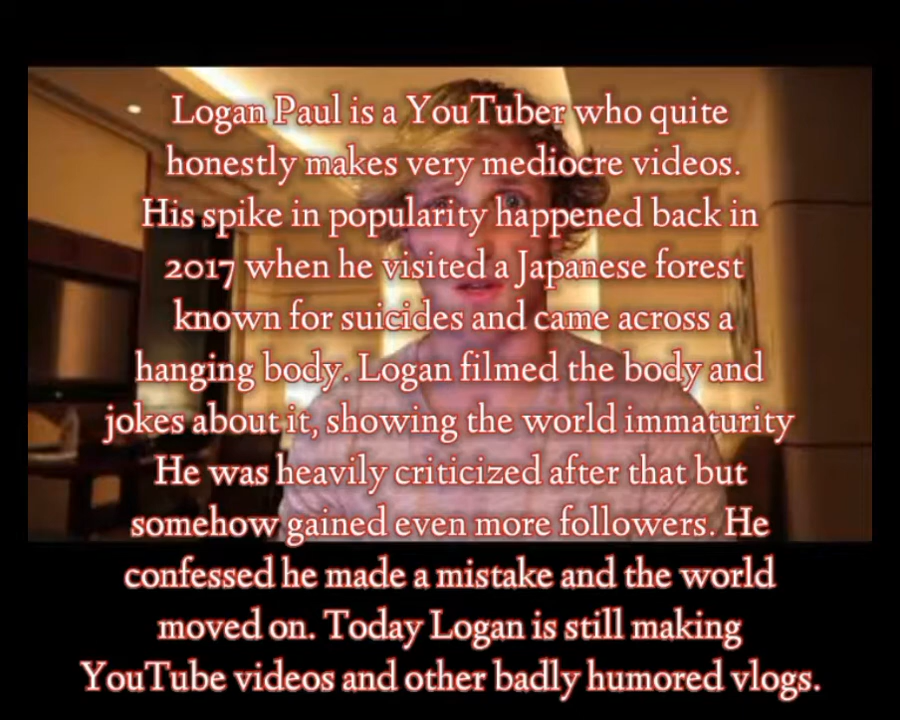 Logan Paul is a YouTuber who quite
honestly makes very mediocre videos.
His spike in popularity happened back in
2017 when he visited a Japanese forest
known for suicides and came across a
hanging body. Logan filmed the body and
jokes about it, showing the world immaturity
He was heavily criticized after that but
somehow gained even more followers. He
confessed he made a mistake and the world
moved on. Today Logan is still making
YouTube videos and other badly humored vlogs.